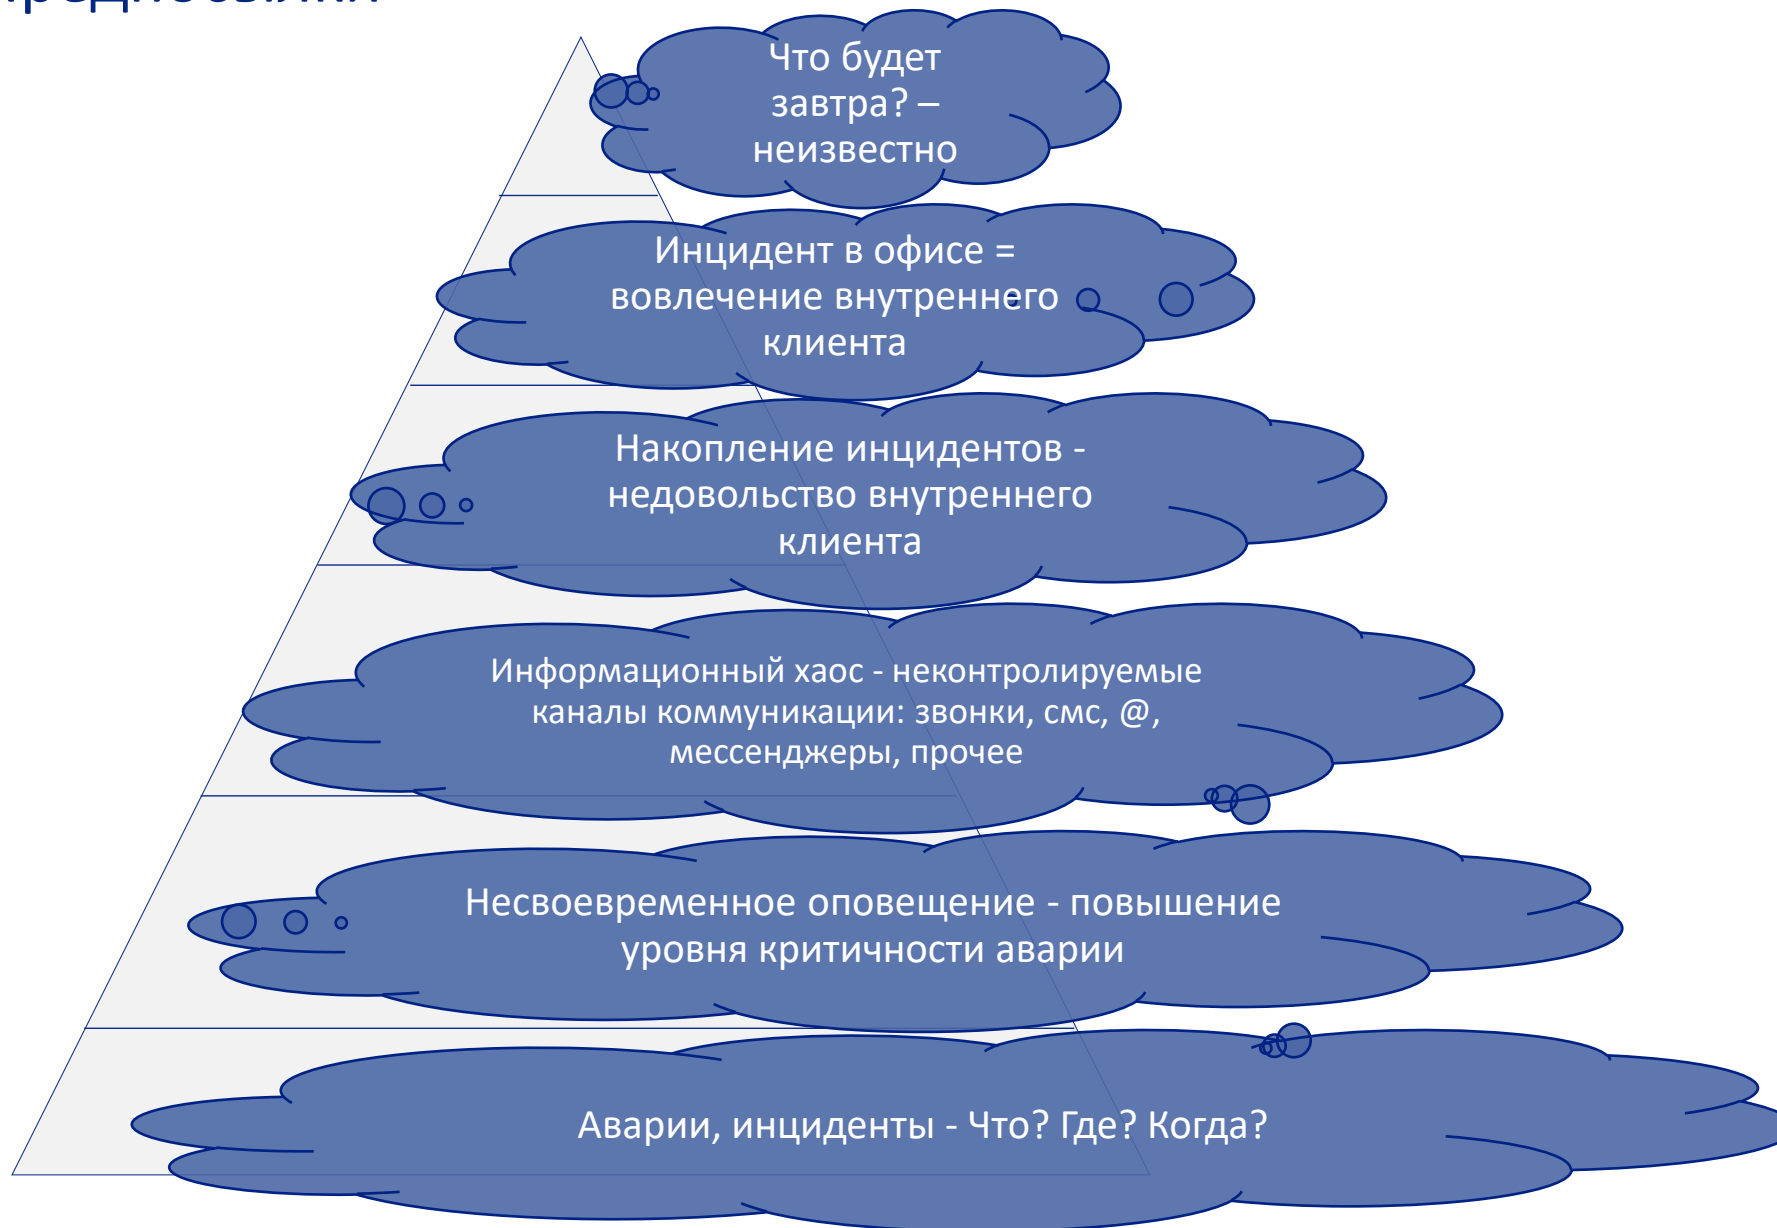 Что будет
завтра? –
неизвестно
Инцидент в офисе =
вовлечение внутреннего
клиента
Накопление инцидентов -
недовольство внутреннего
клиента
Информационный хаос - неконтролируемые
каналы коммуникации: звонки, смс, @,
мессенджеры, прочее
Несвоевременное оповещение - повышение
уровня критичности аварии
Аварии, инциденты - Что? Где? Когда?